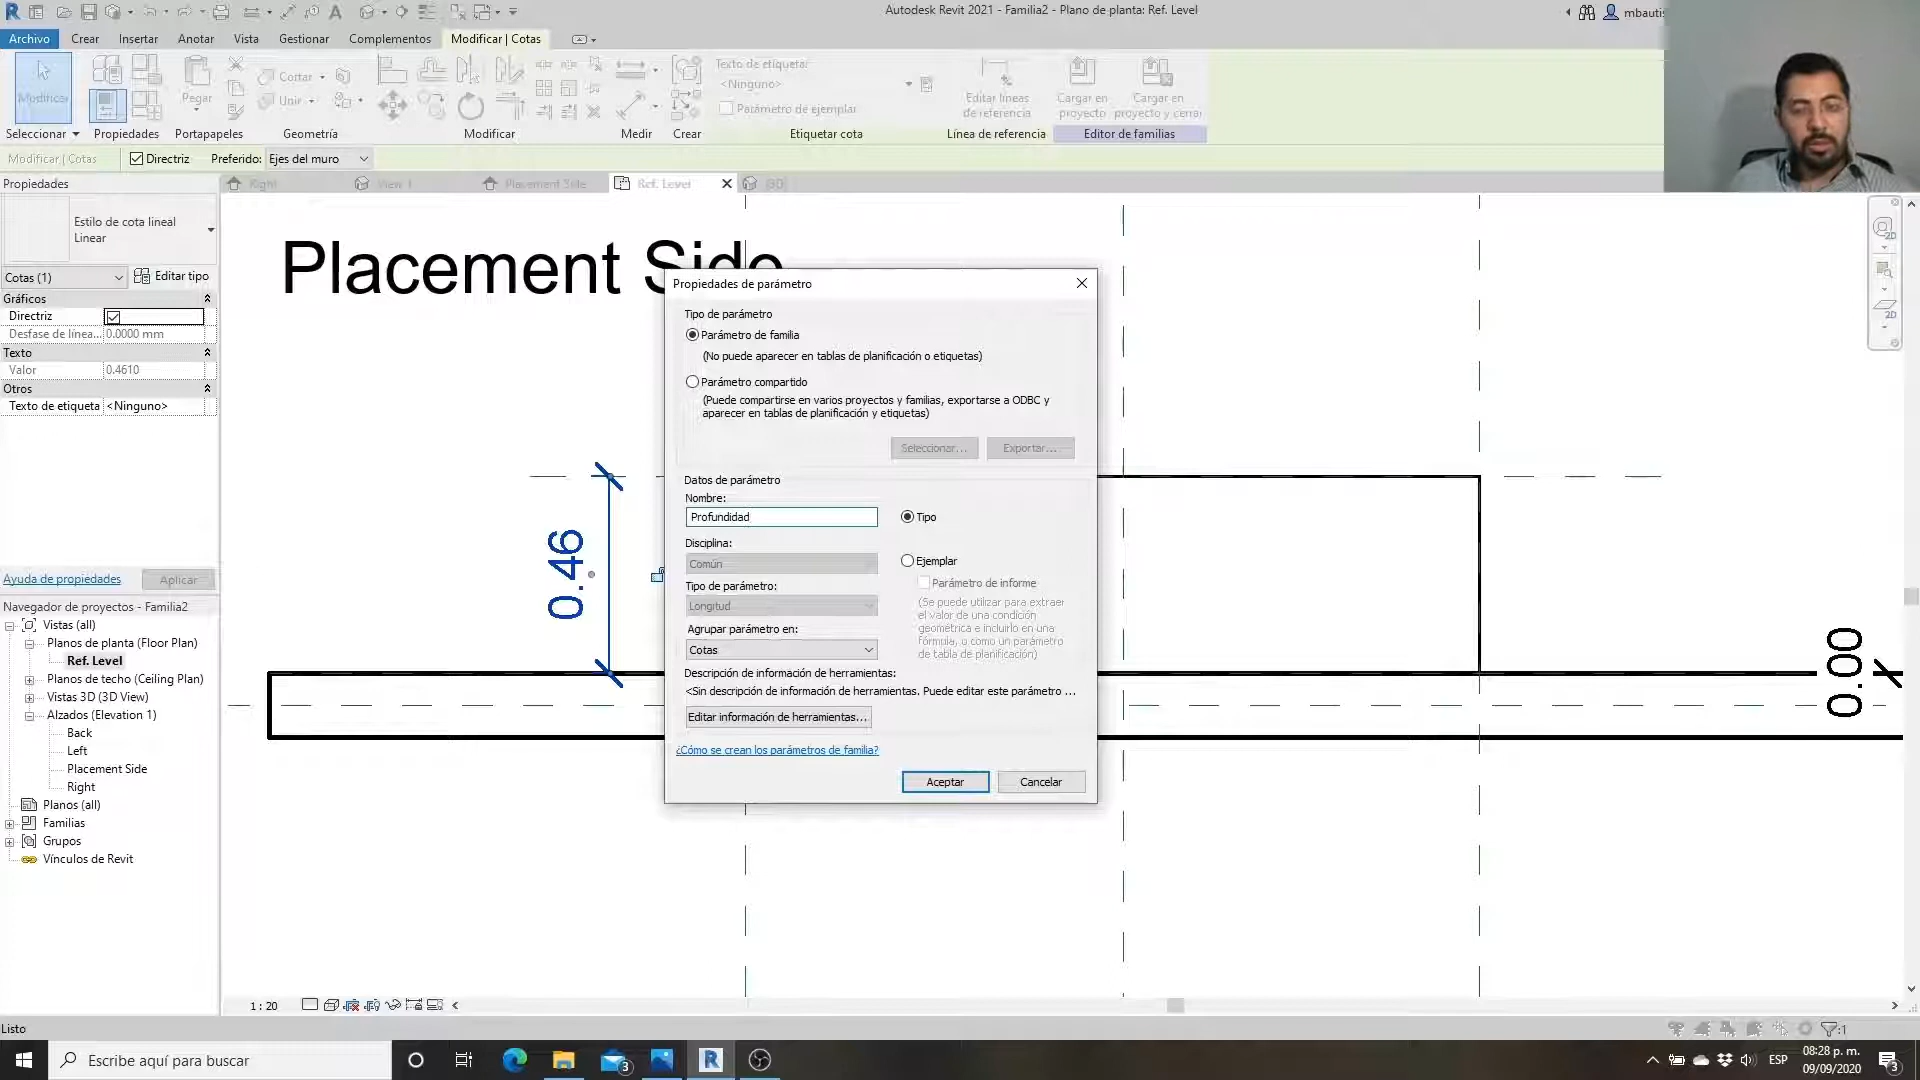 Autodesk Revit 2021 - Familia2 - Plano de planta: Ref. Level
mbautis
Archivo Crear Insertar Anotar Vista Gestionar Complementos Modificar | Cotas
Modificar
Pegar
Cortar
Unir
Texto de etiqueta:
<Ninguno>
Parámetro de ejemplar
Editar líneas de referencia
Cargar en proyecto
Cargar en proyecto y cerrar
Seleccionar Propiedades Portapapeles Geometría Modificar Medir Crear Etiquetar cota Línea de referencia Editor de familias
Modificar | Cotas Directriz Preferido: Ejes del muro
Propiedades
Right View 1 Placement Side Ref. Level {3D}
Estilo de cota lineal
Linear
Cotas (1) Editar tipo
Gráficos
Directriz
Desfase de línea... 0.0000 mm
Texto
Valor 0.4610
Otros
Texto de etiqueta <Ninguno>
Ayuda de propiedades Aplicar
Navegador de proyectos - Familia2
Vistas (all)
Planos de planta (Floor Plan)
Ref. Level
Planos de techo (Ceiling Plan)
Vistas 3D (3D View)
Alzados (Elevation 1)
Back
Left
Placement Side
Right
Planos (all)
Familias
Grupos
Vínculos de Revit
Placement Side
0.46
0.00
2D
2D
Propiedades de parámetro
Tipo de parámetro
Parámetro de familia
(No puede aparecer en tablas de planificación o etiquetas)
Parámetro compartido
(Puede compartirse en varios proyectos y familias, exportarse a ODBC y
aparecer en tablas de planificación y etiquetas)
Seleccionar... Exportar...
Datos de parámetro
Nombre:
Profundidad
Tipo
Disciplina:
Común
Ejemplar
Parámetro de informe
(Se puede utilizar para extraer
el valor de una condición
geométrica e incluirlo en una
fórmula, o como un parámetro
de tabla de planificación)
Tipo de parámetro:
Longitud
Agrupar parámetro en:
Cotas
Descripción de información de herramientas:
<Sin descripción de información de herramientas. Puede editar este parámetro ...
Editar información de herramientas...
¿Cómo se crean los parámetros de familia?
Aceptar Cancelar
1 : 20
Listo
:1
Escribe aquí para buscar
3
ESP
08:28 p. m.
09/09/2020
3